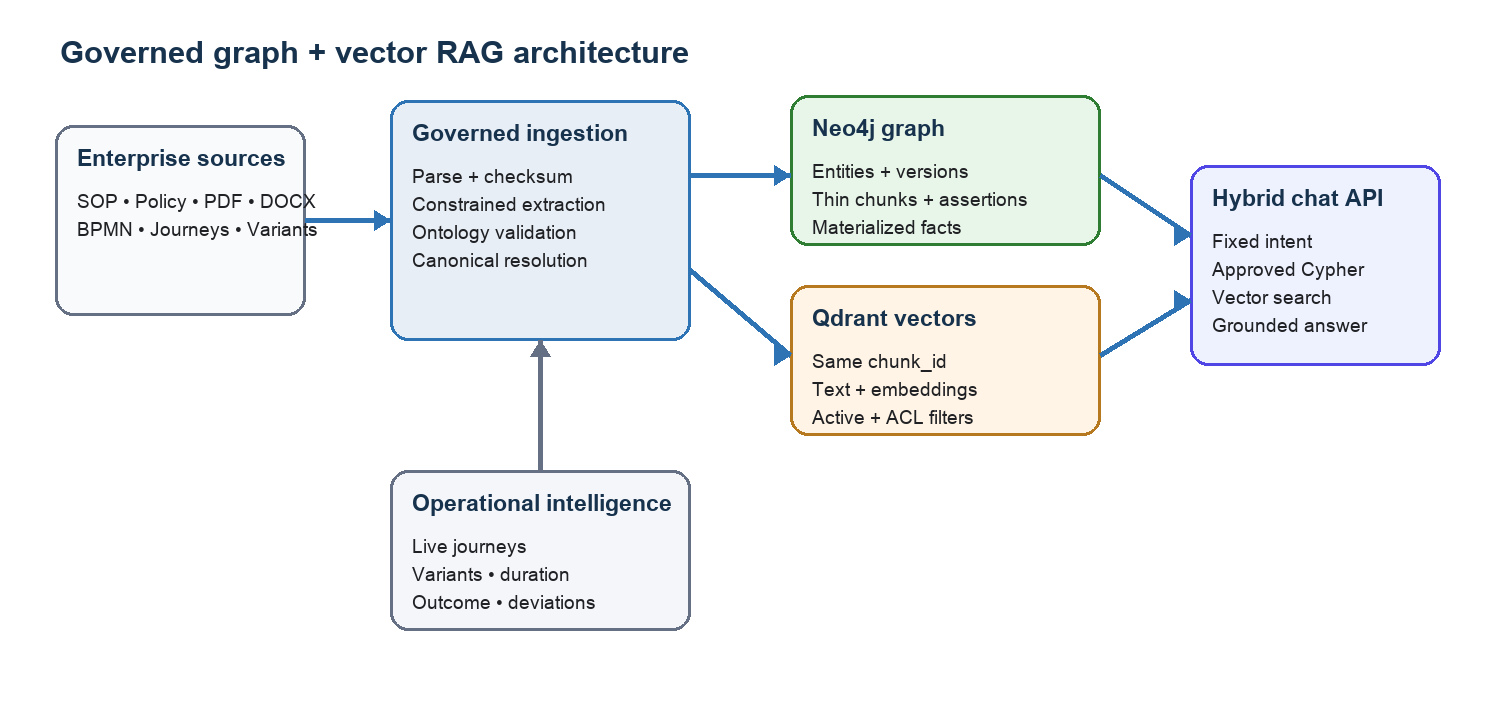 Governed graph + vector RAG architecture
Enterprise sources
SOP • Policy • PDF • DOCX
BPMN • Journeys • Variants
Governed ingestion
Parse + checksum
Constrained extraction
Ontology validation
Canonical resolution
Operational intelligence
Live journeys
Variants • duration
Outcome • deviations
Neo4j graph
Entities + versions
Thin chunks + assertions
Materialized facts
Qdrant vectors
Same chunk_id
Text + embeddings
Active + ACL filters
Hybrid chat API
Fixed intent
Approved Cypher
Vector search
Grounded answer